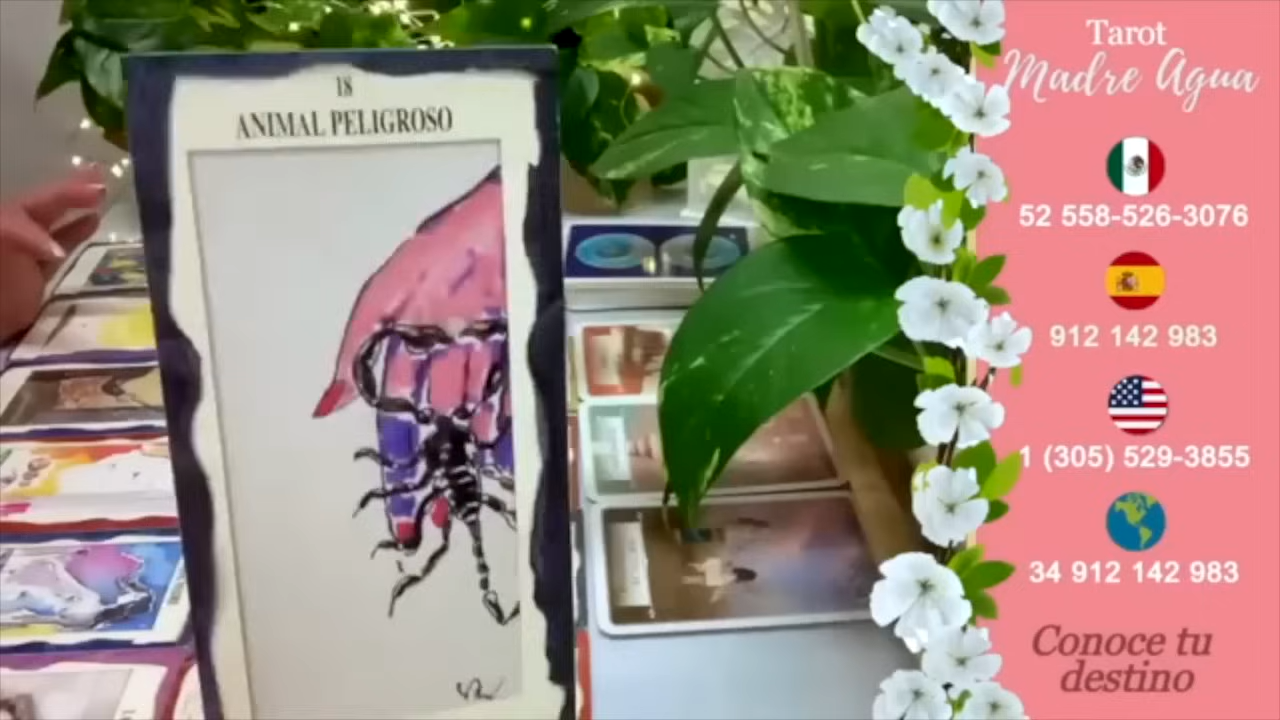 18
ANIMAL PELIGROSO
Tarot
Madre Agua
52 558-526-3076
912 142 983
1 (305) 529-3855
34 912 142 983
Conoce tu
destino